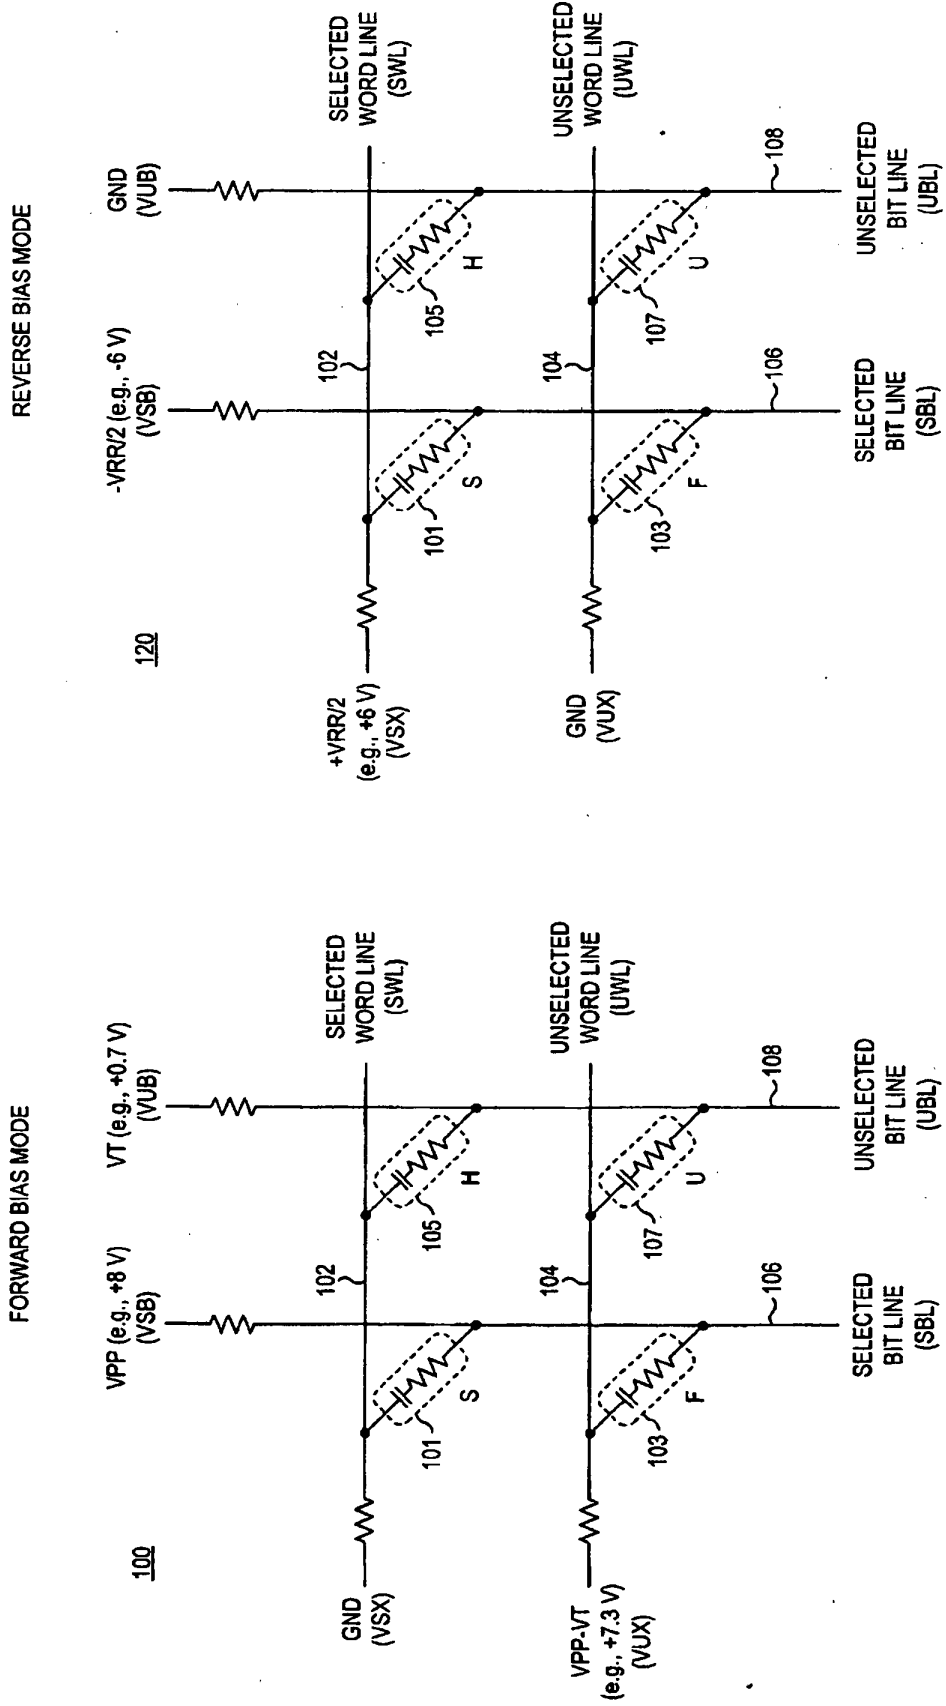 FORWARD BIAS MODE
100
VPP (e.g., +8 V)
(VSB)
VT (e.g., +0.7 V)
(VUB)
GND
(VSX)
102
SELECTED
WORD LINE
(SWL)
101
S
105
H
VPP-VT
(e.g., +7.3 V)
(VUX)
104
UNSELECTED
WORD LINE
(UWL)
103
F
107
U
106
108
SELECTED
BIT LINE
(SBL)
UNSELECTED
BIT LINE
(UBL)
REVERSE BIAS MODE
120
-VRR/2 (e.g., -6 V)
(VSB)
GND
(VUB)
+VRR/2
(e.g., +6 V)
(VSX)
102
SELECTED
WORD LINE
(SWL)
101
S
105
H
GND
(VUX)
104
UNSELECTED
WORD LINE
(UWL)
103
F
107
U
106
108
SELECTED
BIT LINE
(SBL)
UNSELECTED
BIT LINE
(UBL)